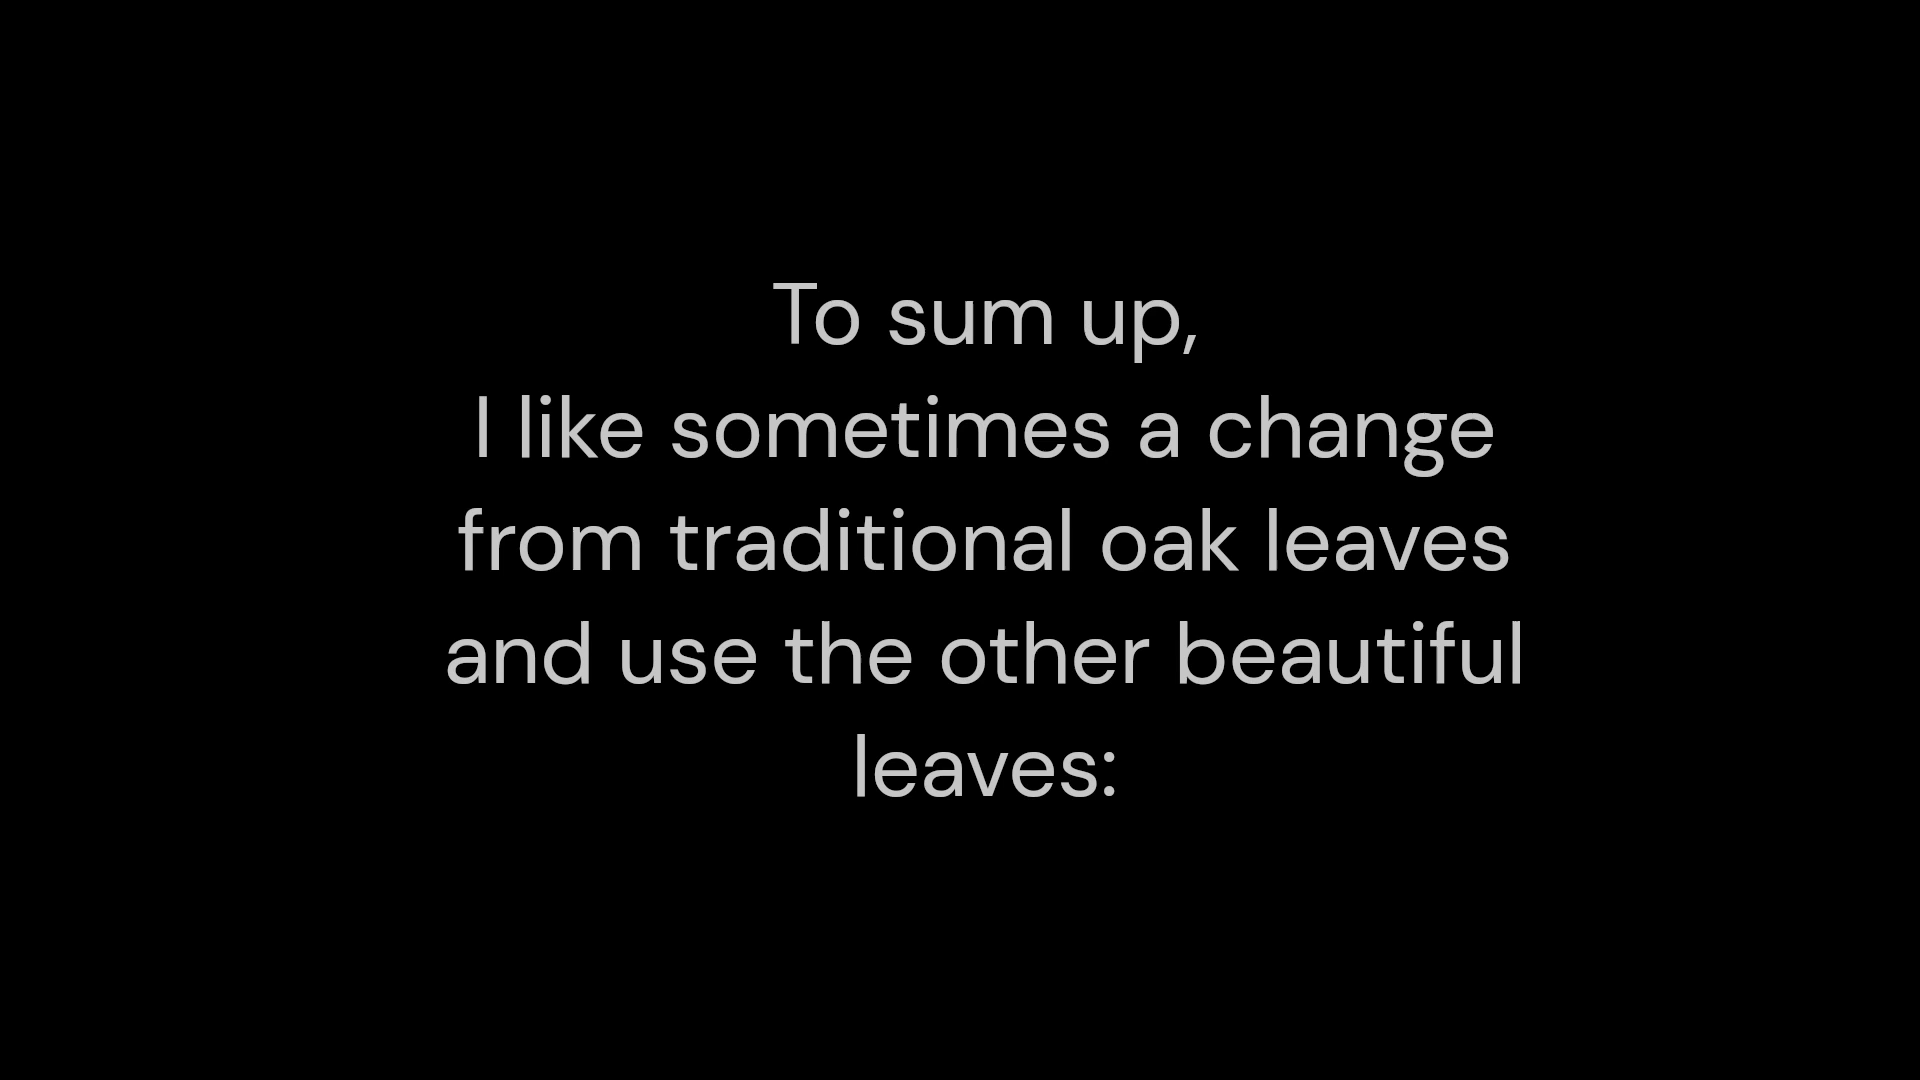 To sum up,
I like sometimes a change
from traditional oak leaves
and use the other beautiful
leaves: